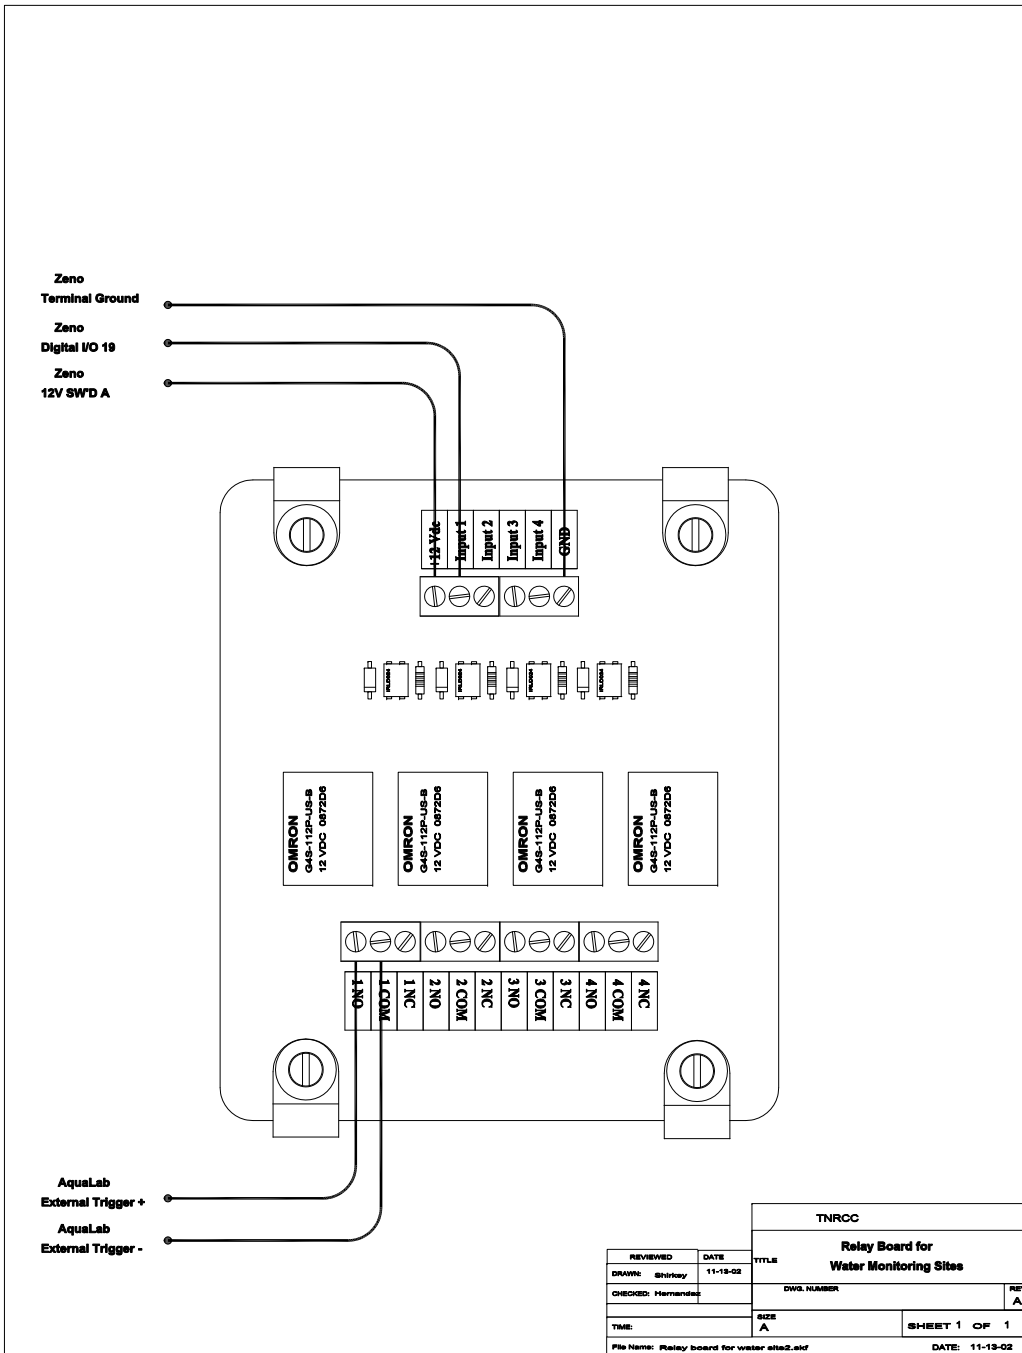 Zeno
Terminal Ground
Zeno
Digital I/O 19
Zeno
12V SW'D A
+12 Vdc
Input 1
Input 2
Input 3
Input 4
GND
IRLD024
IRLD024
IRLD024
IRLD024
OMRON
G4S-112P-US-B
12 VDC 0872D6
OMRON
G4S-112P-US-B
12 VDC 0872D6
OMRON
G4S-112P-US-B
12 VDC 0872D6
OMRON
G4S-112P-US-B
12 VDC 0872D6
1 NO
1 COM
1 NC
2 NO
2 COM
2 NC
3 NO
3 COM
3 NC
4 NO
4 COM
4 NC
AquaLab
External Trigger +
AquaLab
External Trigger -
TNRCC
REVIEWED DATE
TITLE
Relay Board for
Water Monitoring Sites
DRAWN: Shirkey 11-13-02
CHECKED: Hernandez
DWG. NUMBER
REV
A
TIME:
SIZE
A
SHEET 1 OF 1
File Name: Relay board for water site2.skf
DATE: 11-13-02